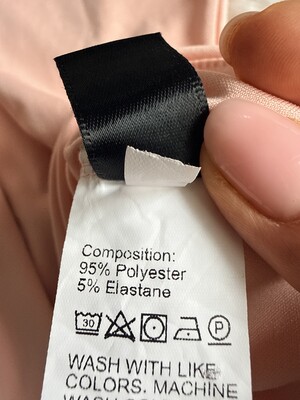 Composition:
95% Polyester
5% Elastane
30 P
WASH WITH LIKE
COLORS. MACHINE